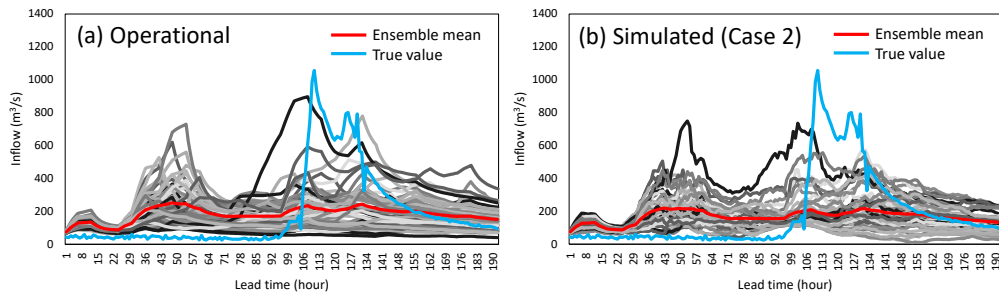 1400
1200
1000
800
600
400
200
0
Inflow (m³/s)
(a) Operational
Ensemble mean
True value
1 8 15 22 29 36 43 50 57 64 71 78 85 92 99 106 113 120 127 134 141 148 155 162 169 176 183 190
Lead time (hour)
1400
1200
1000
800
600
400
200
0
Inflow (m³/s)
(b) Simulated (Case 2)
Ensemble mean
True value
1 8 15 22 29 36 43 50 57 64 71 78 85 92 99 106 113 120 127 134 141 148 155 162 169 176 183 190
Lead time (hour)